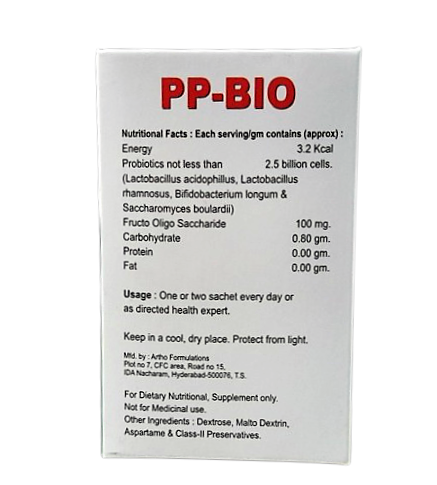 PP-BIO
Nutritional Facts : Each serving/gm contains (approx) :
Energy 3.2 Kcal
Probiotics not less than 2.5 billion cells.
(Lactobacillus acidophillus, Lactobacillus
rhamnosus, Bifidobacterium longum &
Saccharomyces boulardii)
Fructo Oligo Saccharide 100 mg.
Carbohydrate 0.80 gm.
Protein 0.00 gm.
Fat 0.00 gm.
Usage : One or two sachet every day or
as directed health expert.
Keep in a cool, dry place. Protect from light.
Mfd. by : Artho Formulations
Plot no 7, CFC area, Road no 15,
IDA Nacharam, Hyderabad-500076, T.S.
For Dietary Nutritional, Supplement only.
Not for Medicinal use.
Other Ingredients : Dextrose, Malto Dextrin,
Aspartame & Class-II Preservatives.